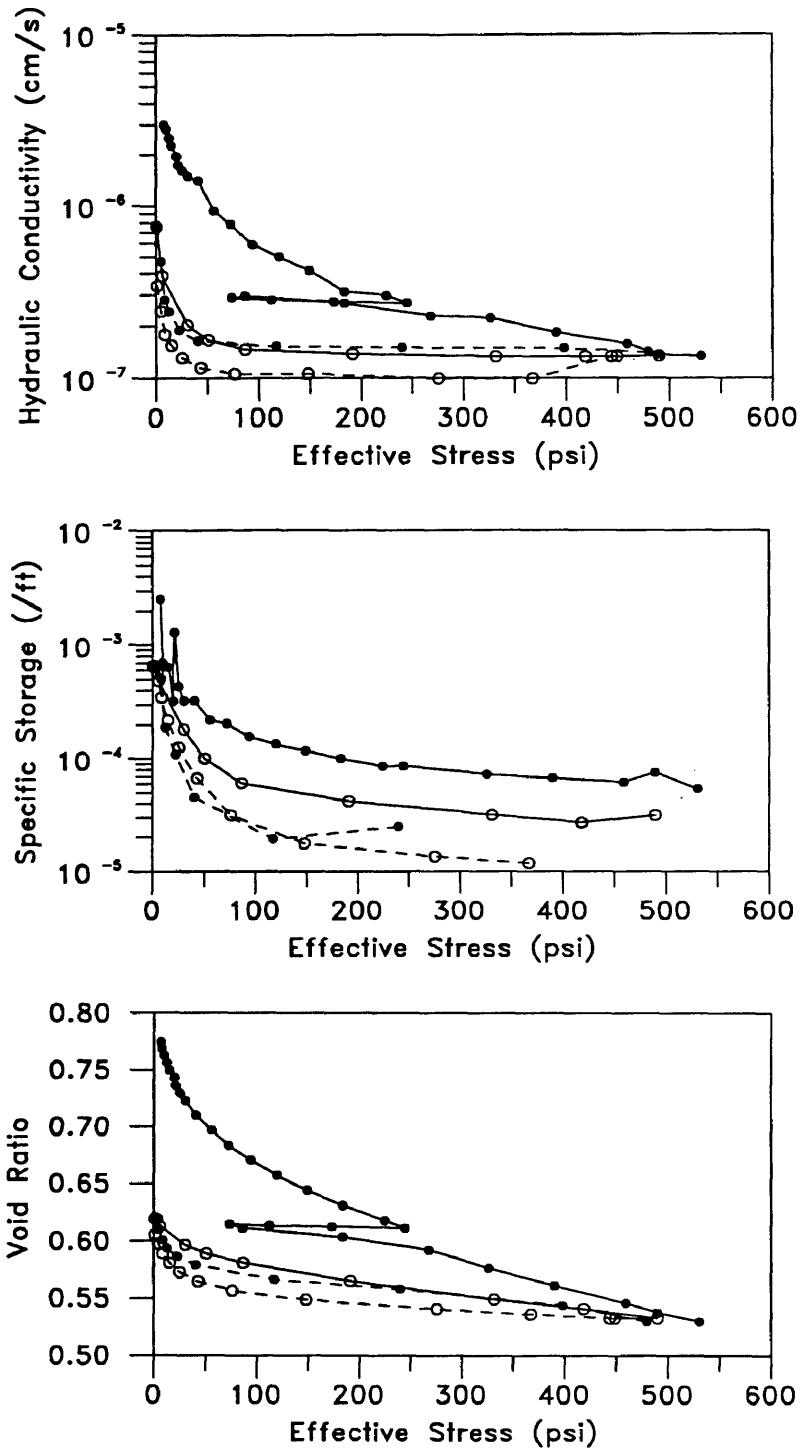 Hydraulic Conductivity (cm/s)
10 -5
10 -6
10 -7
0 100 200 300 400 500 600
Effective Stress (psi)
Specific Storage (/ft)
10 -2
10 -3
10 -4
10 -5
0 100 200 300 400 500 600
Effective Stress (psi)
Void Ratio
0.80
0.75
0.70
0.65
0.60
0.55
0.50
0 100 200 300 400 500 600
Effective Stress (psi)